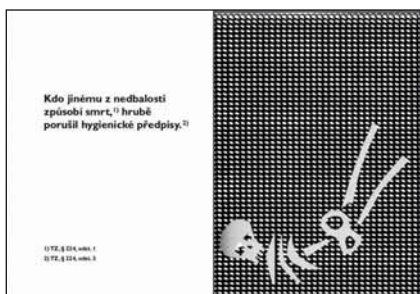 Kdo jinému z nedbalosti
způsobí smrt,¹⁾ hrubě
porušil hygienické předpisy.²⁾
1) TZ, § 224, odst. 1
2) TZ, § 224, odst. 3